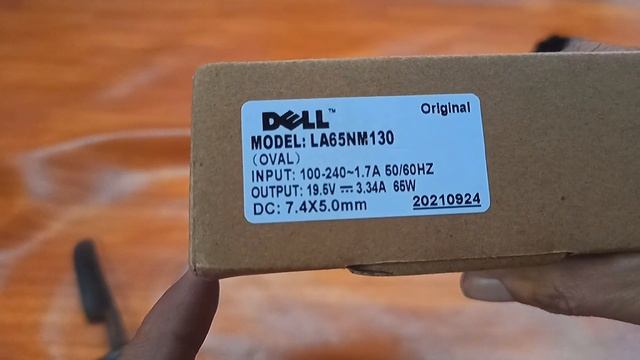 DELL™
Original
MODEL: LA65NM130
(OVAL)
INPUT: 100-240~1.7A 50/60HZ
OUTPUT: 19.5V⎓3.34A 65W
DC: 7.4X5.0mm
20210924